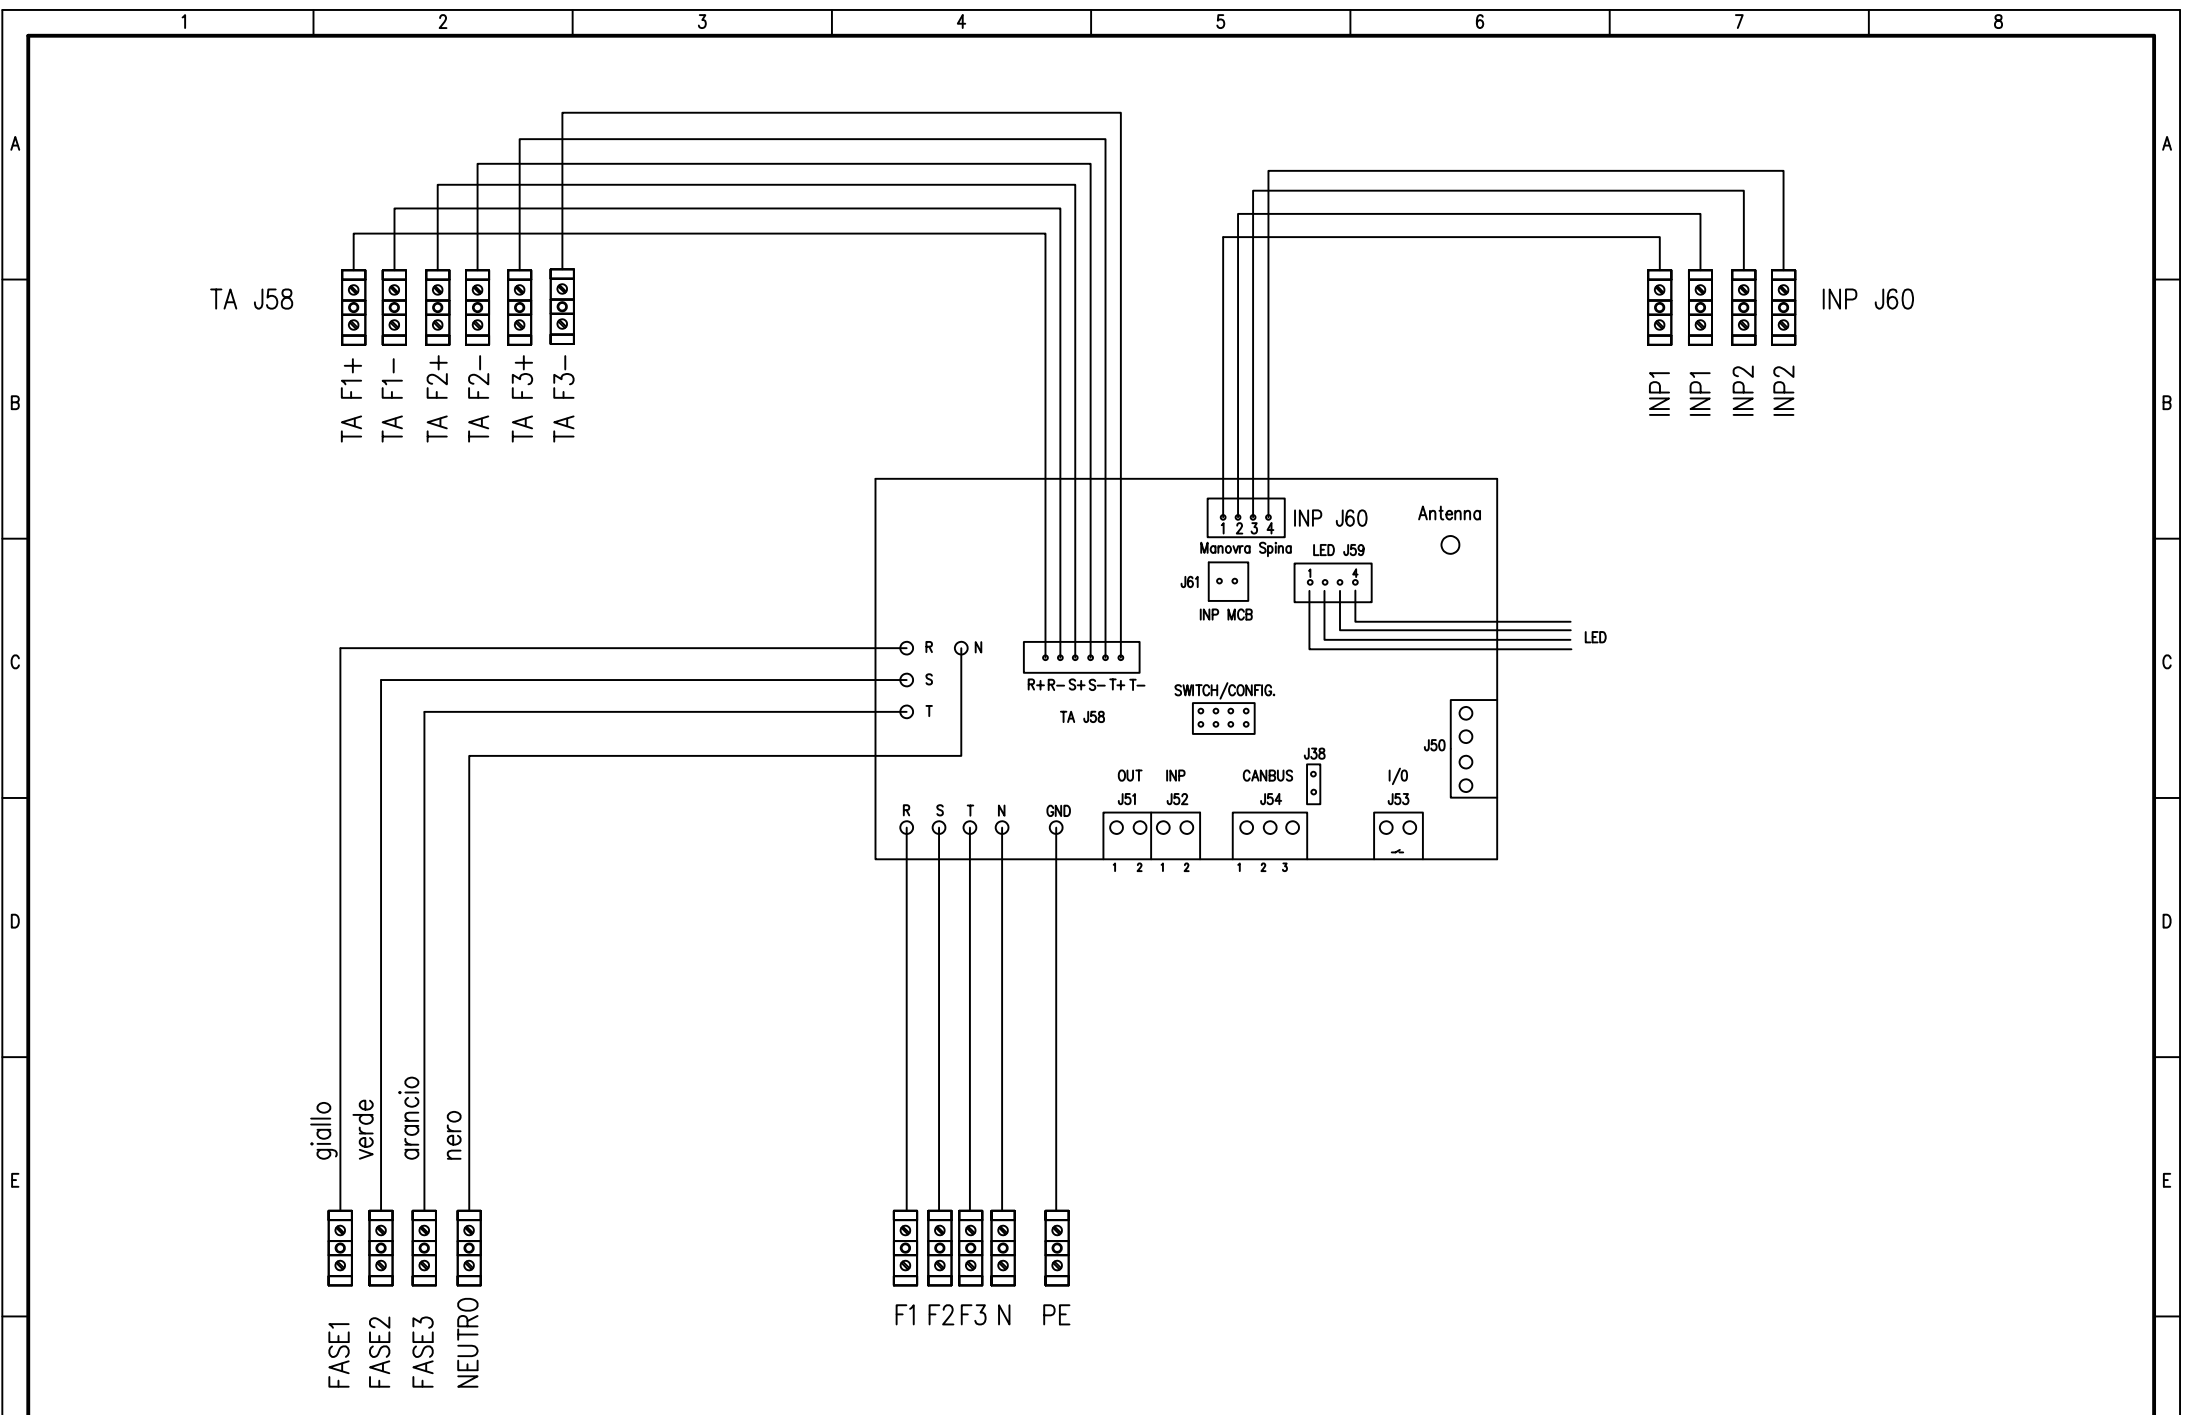 1 2 3 4 5 6 7 8
A A
TA J58
INP J60
B B
TA F1+
TA F1-
TA F2+
TA F2-
TA F3+
TA F3-
INP1
INP1
INP2
INP2
1 2 3 4
INP J60
Antenna
Manovra Spina
LED J59
1 4
J61
INP MCB
LED
C C
R N
S
T
R+ R- S+ S- T+ T-
TA J58
SWITCH/CONFIG.
J50
J38
OUT INP CANBUS I/O
J51 J52 J54 J53
R S T N GND
1 2 1 2 1 2 3
D D
giallo
verde
arancio
nero
E E
F1 F2 F3 N PE
FASE1
FASE2
FASE3
NEUTRO